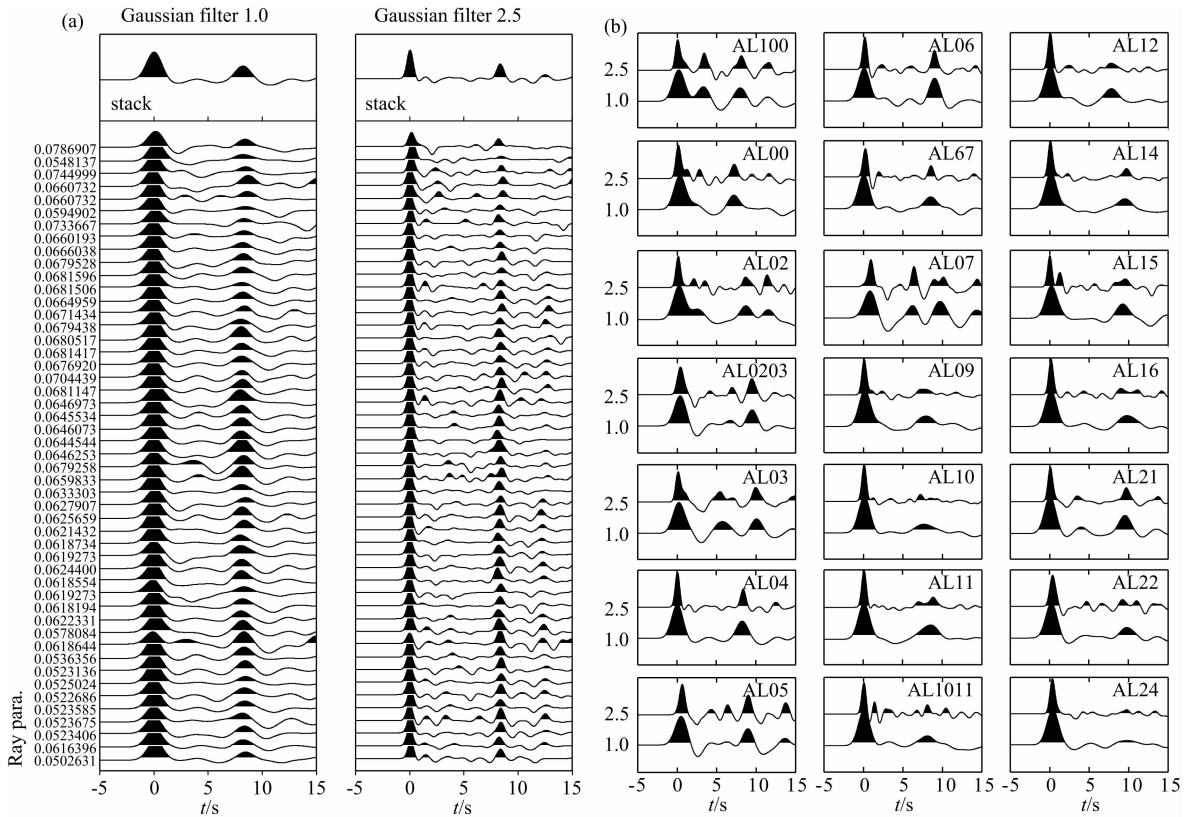 (a)
Gaussian filter 1.0
Gaussian filter 2.5
stack
stack
Ray para.
0.0786907
0.0548137
0.0744999
0.0660732
0.0660732
0.0594902
0.0733667
0.0660193
0.0666038
0.0679528
0.0681596
0.0681506
0.0664959
0.0671434
0.0679438
0.0680517
0.0681417
0.0676920
0.0704439
0.0681147
0.0646973
0.0645534
0.0646073
0.0644544
0.0646253
0.0679258
0.0659833
0.0633303
0.0627907
0.0625659
0.0621432
0.0618734
0.0619273
0.0624400
0.0618554
0.0619273
0.0618194
0.0622331
0.0578084
0.0618644
0.0536356
0.0523136
0.0525024
0.0522686
0.0523585
0.0523675
0.0523406
0.0616396
0.0502631
-5 0 5 10 15
t/s
-5 0 5 10 15
t/s
(b)
AL100
2.5
1.0
AL06
AL12
AL00
2.5
1.0
AL67
AL14
AL02
2.5
1.0
AL07
AL15
AL0203
2.5
1.0
AL09
AL16
AL03
2.5
1.0
AL10
AL21
AL04
2.5
1.0
AL11
AL22
AL05
2.5
1.0
AL1011
AL24
-5 0 5 10 15
t/s
-5 0 5 10 15
t/s
-5 0 5 10 15
t/s